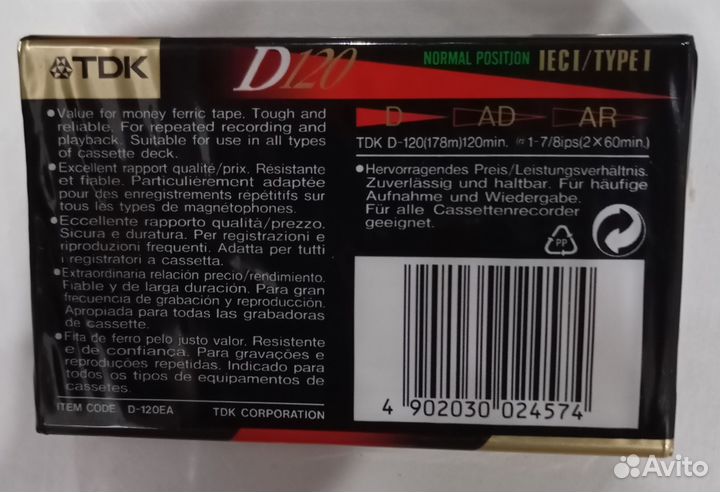 TDK D120 NORMAL POSITION IECI/TYPE I
D AD AR
TDK D-120(178m)120min. 1-7/8ips(2×60min.)
•Value for money ferric tape. Tough and
reliable. For repeated recording and
playback. Suitable for use in all types
of cassette deck.
•Excellent rapport qualité/prix. Résistante
et fiable. Particulièrement adaptée
pour des enregistrements répétitifs sur
tous les types de magnétophones.
•Eccellente rapporto qualità/prezzo.
Sicura e duratura. Per registrazioni e
riproduzioni frequenti. Adatta per tutti
i registratori a cassetta.
•Extraordinaria relación precio/rendimiento.
Fiable y de larga duración. Para gran
frecuencia de grabación y reproducción.
Apropiada para todas las grabadoras
de cassette.
•Fita de ferro pelo justo valor. Resistente
e de confiança. Para gravações e
reproduções repetidas. Indicado para
todos os tipos de equipamentos de
cassetes.
ITEM CODE D-120EA TDK CORPORATION
•Hervorragendes Preis/Leistungsverhältnis.
Zuverlässig und haltbar. Für häufige
Aufnahme und Wiedergabe.
Für alle Cassettenrecorder
geeignet.
PP
4 902030 024574
Avito